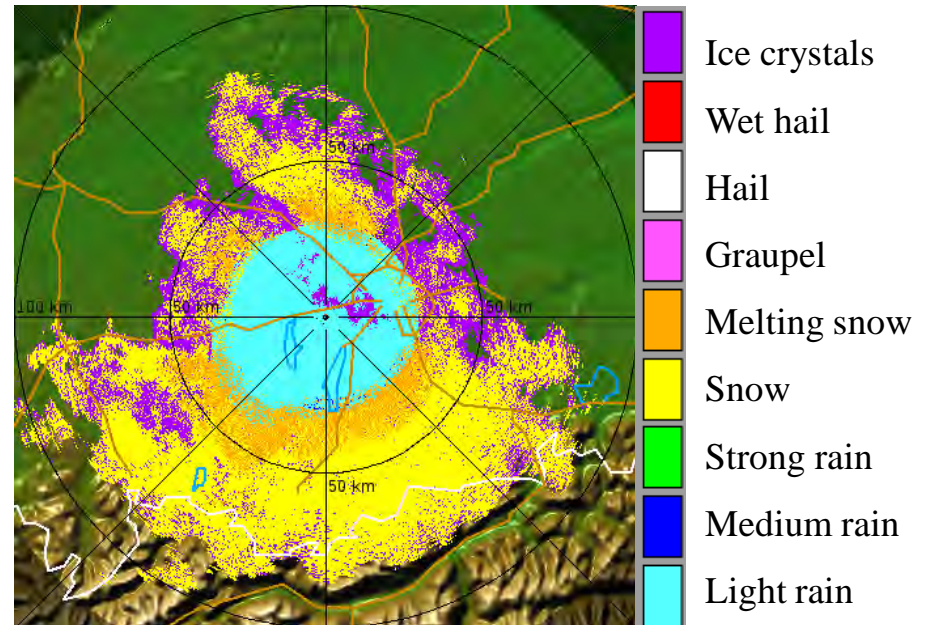 Ice crystals
Wet hail
Hail
Graupel
Melting snow
Snow
Strong rain
Medium rain
Light rain
50 km
100 km
50 km
50 km
50 km